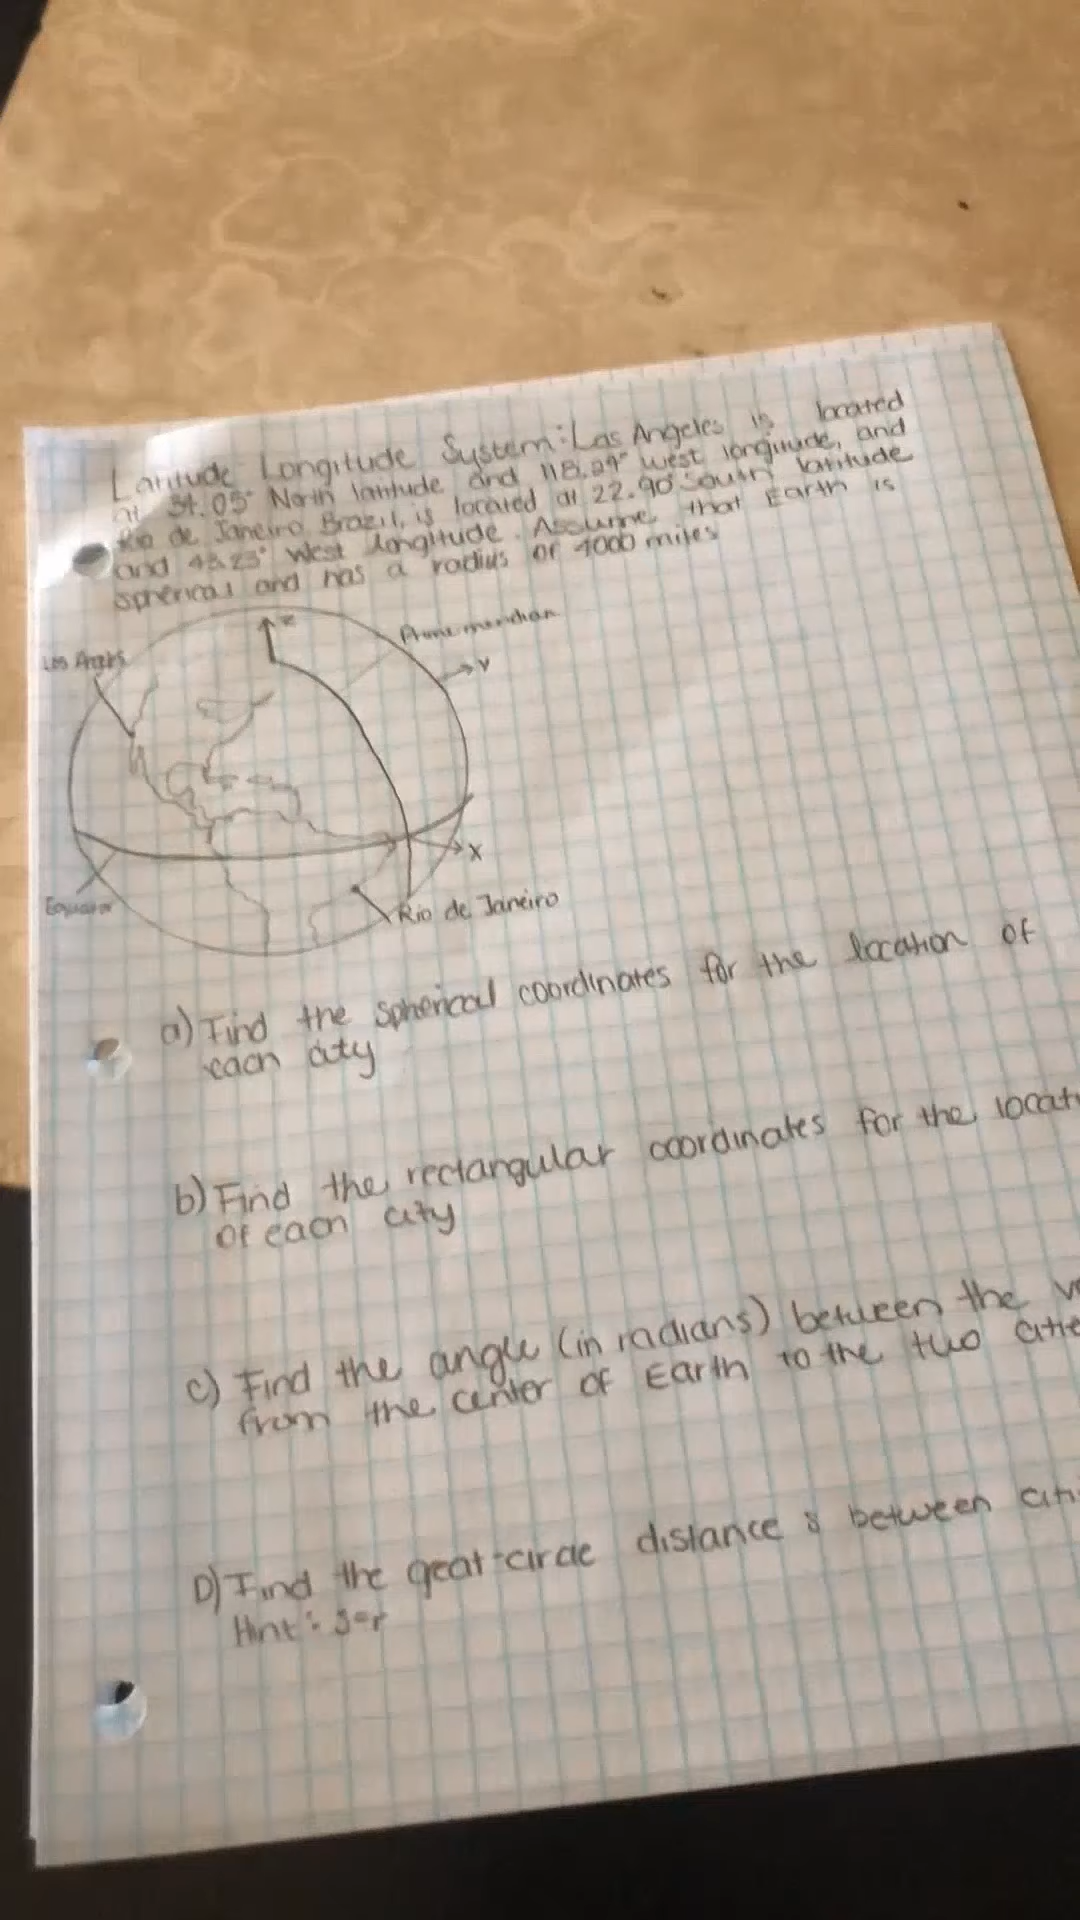 Latitude Longitude System: Los Angeles is located
at 34.05° North latitude and 118.24° west longitude, and
Rio de Janeiro, Brazil, is located at 22.90° South latitude
and 43.23° West longitude. Assume that Earth is
spherical and has a radius of 4000 miles
z
Prime meridian
Los Angeles
y
x
Equator
Rio de Janeiro
a) Find the spherical coordinates for the location of
each city
b) Find the rectangular coordinates for the locati
of each city
c) Find the angle (in radians) between the ve
from the center of Earth to the two citie
D) Find the great-circle distance s between citi
Hint: s=r